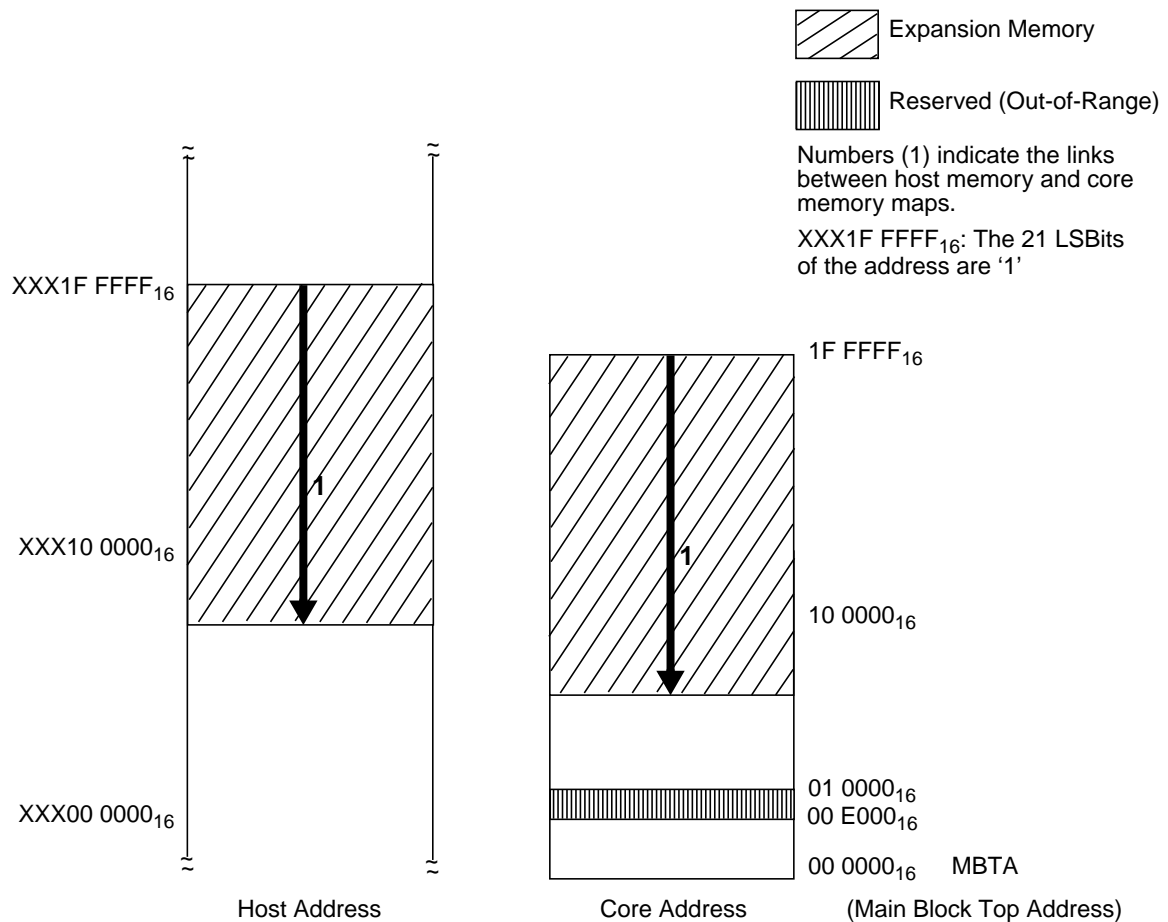 Expansion Memory
Reserved (Out-of-Range)
Numbers (1) indicate the links
between host memory and core
memory maps.
XXX1F FFFF₁₆: The 21 LSBits
of the address are ‘1’
XXX1F FFFF₁₆
1F FFFF₁₆
1
XXX10 0000₁₆
1
10 0000₁₆
01 0000₁₆
XXX00 0000₁₆
00 E000₁₆
00 0000₁₆ MBTA
Host Address
Core Address
(Main Block Top Address)